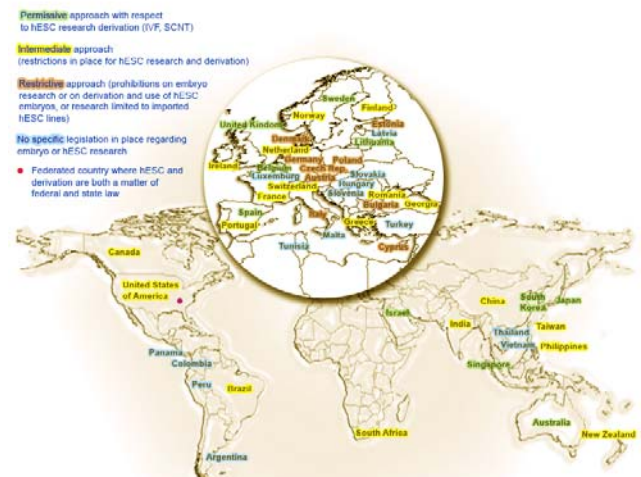 Permissive approach with respect
to hESC research derivation (IVF, SCNT)
Intermediate approach
(restrictions in place for hESC research and derivation)
Restrictive approach (prohibitions on embryo
research or on derivation and use of hESC
embryos, or research limited to imported
hESC lines)
No specific legislation in place regarding
embryo or hESC research
Federated country where hESC and
derivation are both a matter of
federal and state law
Sweden
Norway
Finland
United Kindom
Estonia
Latvia
Lithuania
Denmark
Netherland
Ireland
Germany
Poland
Belgium
Czech Rep.
Luxemburg
Austria
Slovakia
Hungary
Switzerland
Slovenia
France
Romania
Georgia
Bulgaria
Spain
Italy
Portugal
Greece
Turkey
Malta
Tunisia
Cyprus
Canada
United States
of America
China
South
Korea
Japan
Israel
India
Taiwan
Thailand
Vietnam
Philippines
Panama
Colombia
Singapore
Peru
Brazil
Australia
South Africa
New Zealand
Argentina